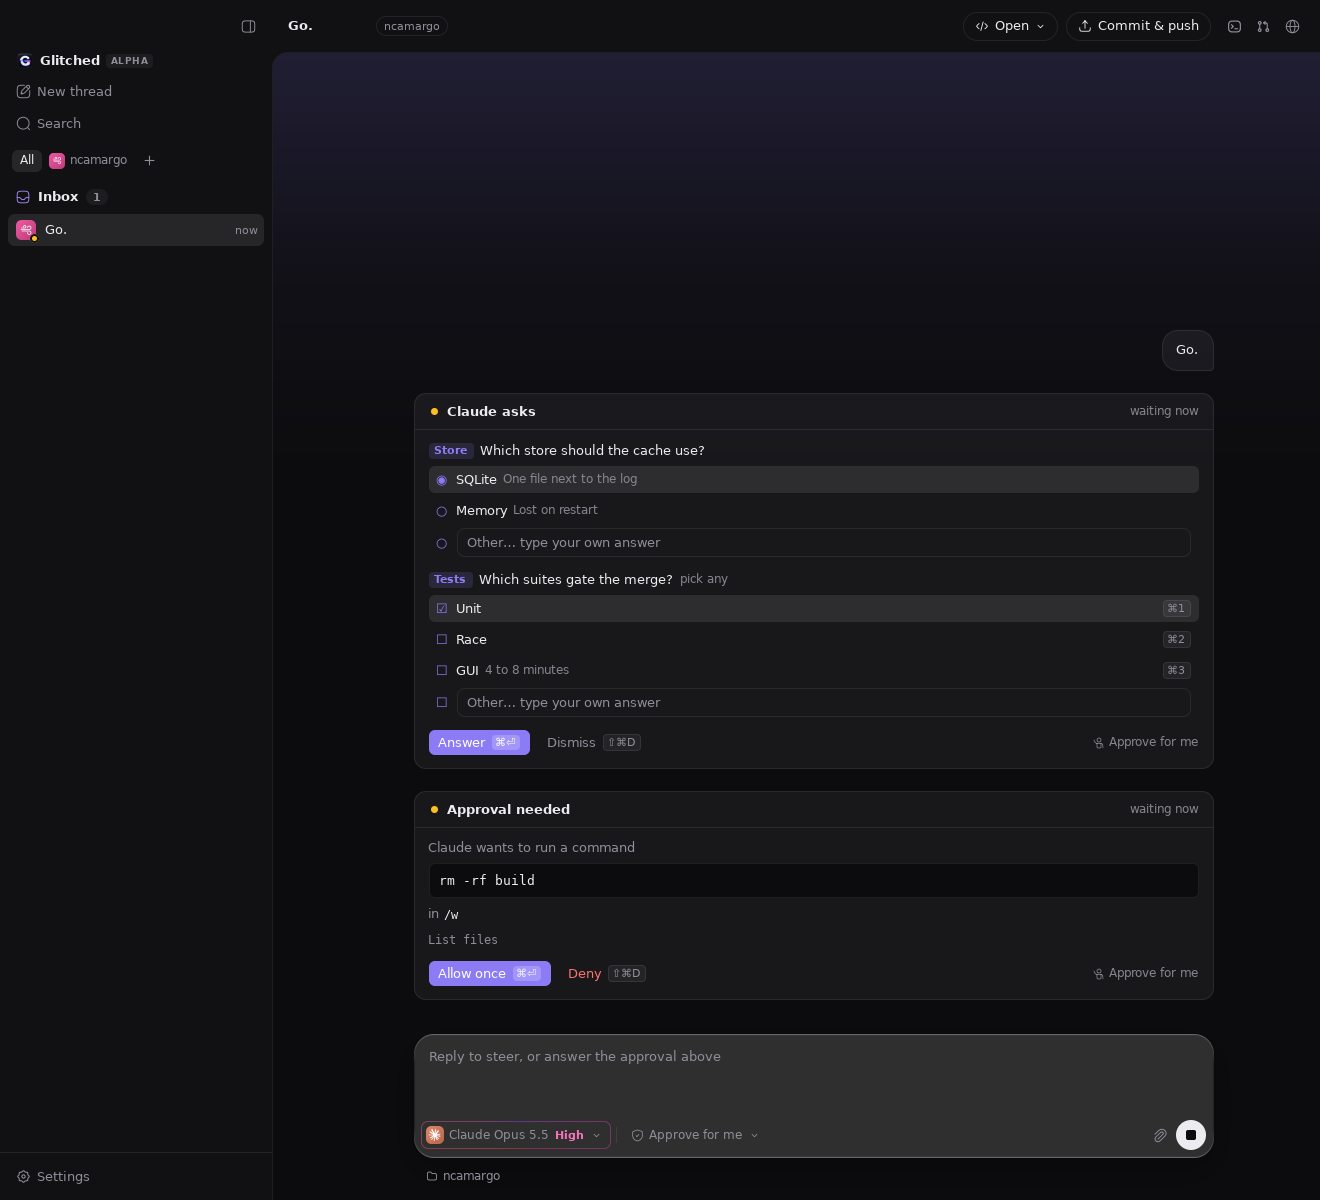 Go.
ncamargo
Open
Commit & push
Glitched ALPHA
New thread
Search
All
ncamargo
Inbox 1
Go.
now
Go.
Claude asks
waiting now
Store Which store should the cache use?
SQLite One file next to the log
Memory Lost on restart
Other... type your own answer
Tests Which suites gate the merge? pick any
Unit ⌘1
Race ⌘2
GUI 4 to 8 minutes ⌘3
Other... type your own answer
Answer ⌘⏎ Dismiss ⇧⌘D Approve for me
Approval needed
waiting now
Claude wants to run a command
rm -rf build
in /w
List files
Allow once ⌘⏎ Deny ⇧⌘D Approve for me
Reply to steer, or answer the approval above
Claude Opus 5.5 High Approve for me
ncamargo
Settings